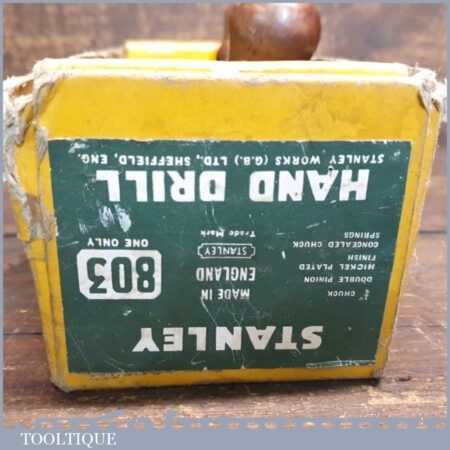 STANLEY
CHUCK
DOUBLE PINION
NICKEL PLATED
FINISH
CONCEALED CHUCK
SPRINGS
MADE IN
ENGLAND
STANLEY
Trade Mark
803
ONE ONLY
HAND DRILL
STANLEY WORKS (G.B.) LTD., SHEFFIELD, ENG.
TOOLTIQUE